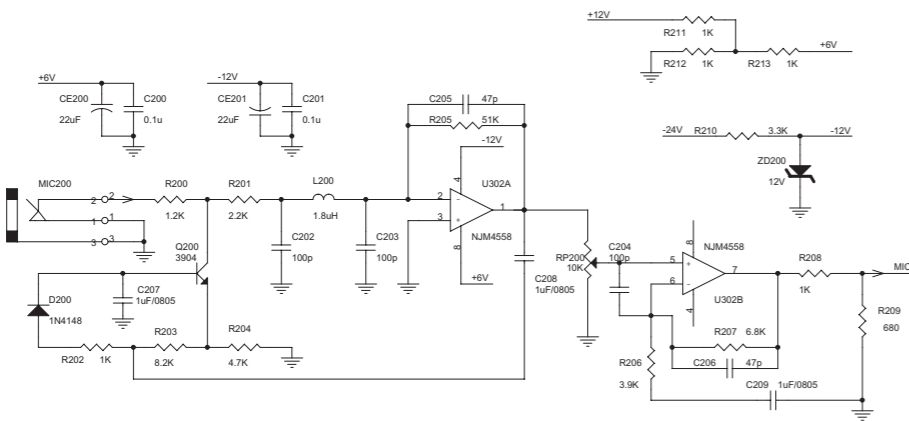 +12V
R211 1K
+6V
R212 1K R213 1K
+6V
CE200 C200
22uF 0.1u
-12V
CE201 C201
22uF 0.1u
C205 47p
R205 51K
-12V
4
U302A
2
-
3
+
1
8
NJM4558
+6V
-24V R210 3.3K -12V
ZD200
12V
MIC200
2 2
1 1
3 3
R200
1.2K
R201
2.2K
L200
1.8uH
C202
100p
C203
100p
Q200
3904
C207
1uF/0805
D200
1N4148
R202 1K
R203
8.2K
R204
4.7K
C208
1uF/0805
RP200
10K
C204
100p
8
NJM4558
5
+
6
-
7
U302B
4
R207 6.8K
C206 47p
R206
3.9K
C209 1uF/0805
R208
1K
MIC
R209
680